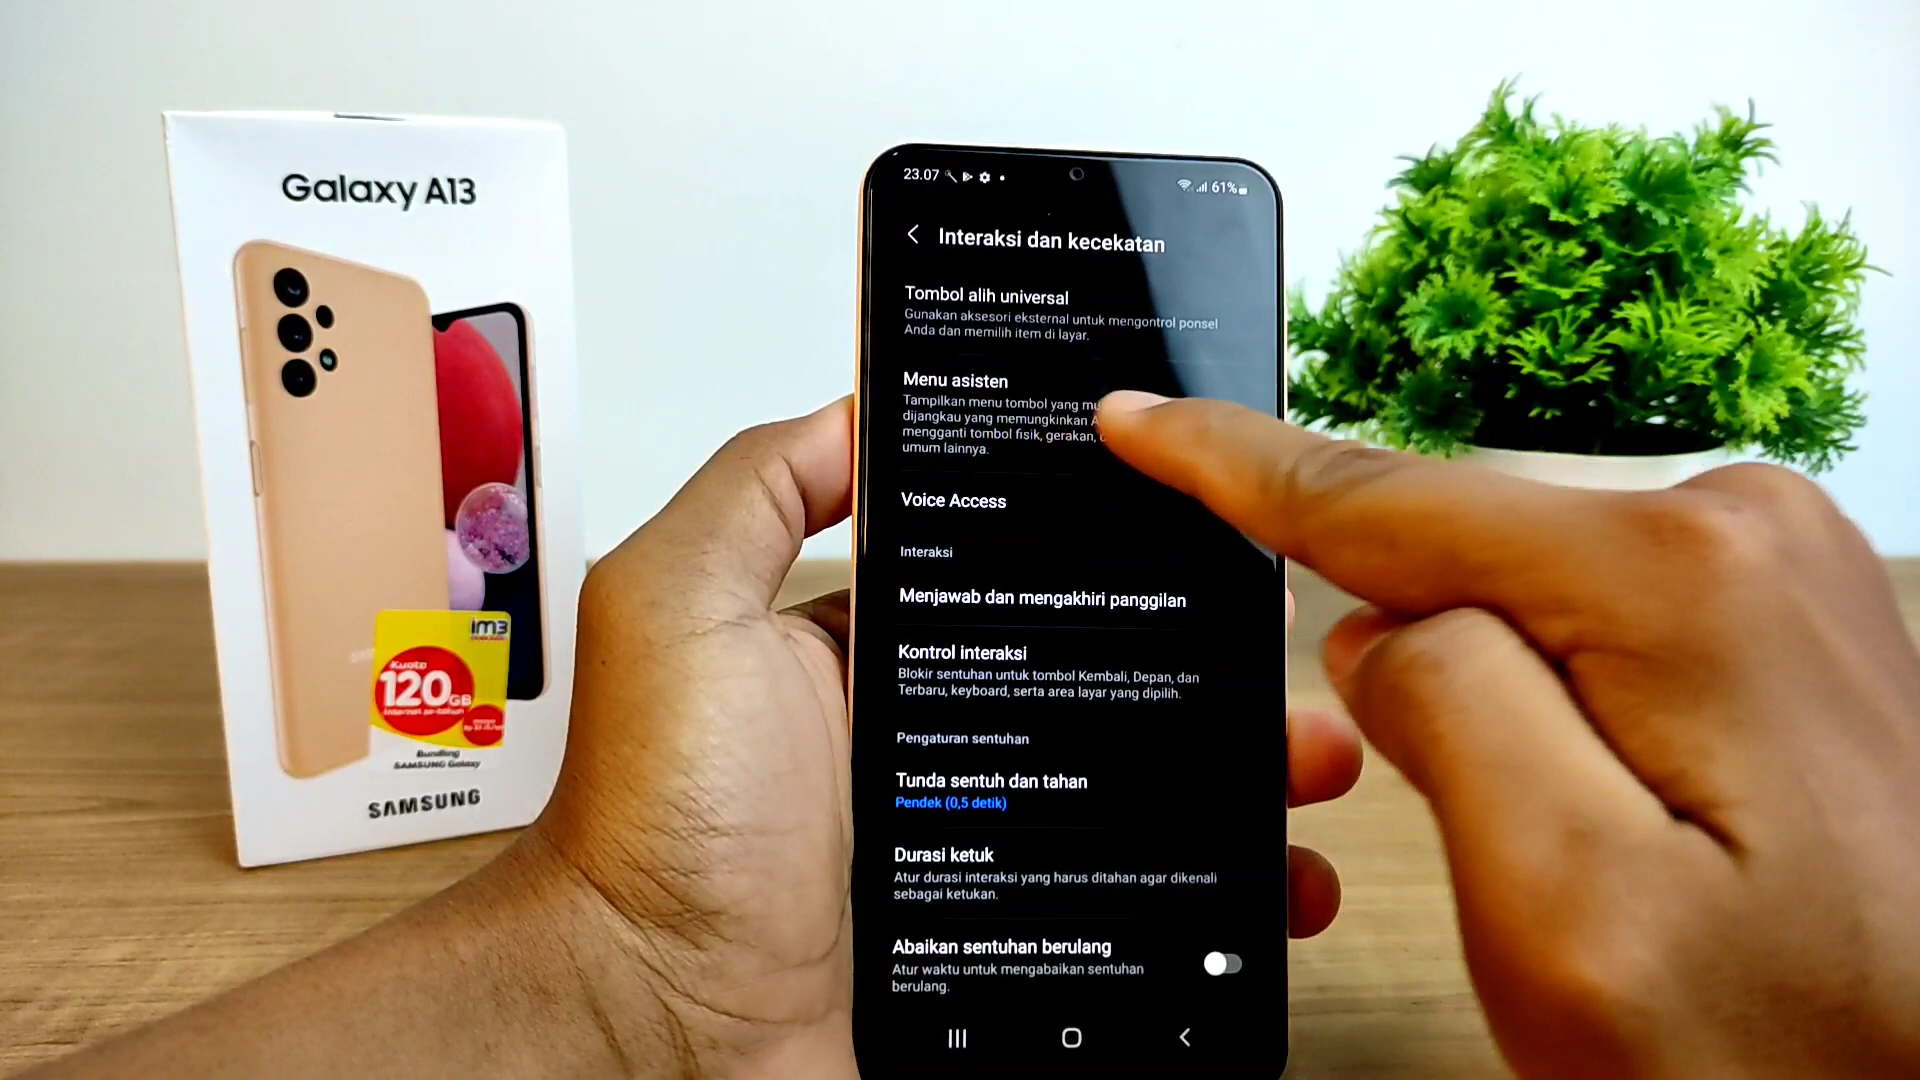 Galaxy A13
im3
Kuota
120GB
Bundling
SAMSUNG Galaxy
SAMSUNG
23.07
61%
Interaksi dan kecekatan
Tombol alih universal
Gunakan aksesori eksternal untuk mengontrol ponsel
Anda dan memilih item di layar.
Menu asisten
Tampilkan menu tombol yang
dijangkau yang memungkinkan
mengganti tombol fisik, gerakan,
umum lainnya.
Voice Access
Interaksi
Menjawab dan mengakhiri panggilan
Kontrol interaksi
Blokir sentuhan untuk tombol Kembali, Depan, dan
Terbaru, keyboard, serta area layar yang dipilih.
Pengaturan sentuhan
Tunda sentuh dan tahan
Pendek (0,5 detik)
Durasi ketuk
Atur durasi interaksi yang harus ditahan agar dikenali
sebagai ketukan.
Abaikan sentuhan berulang
Atur waktu untuk mengabaikan sentuhan
berulang.